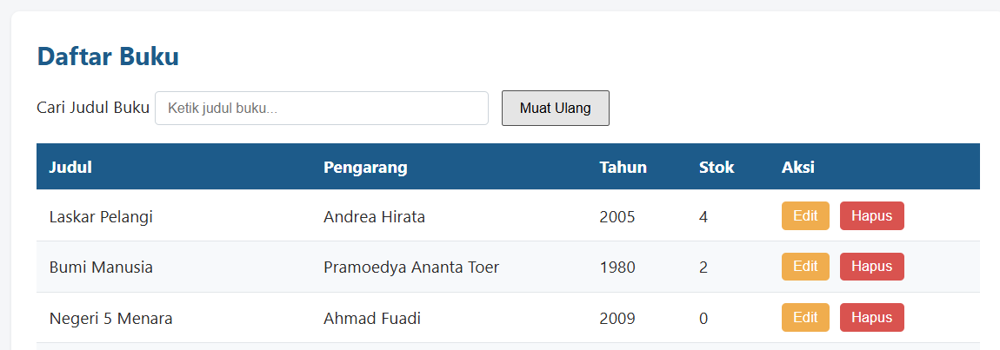 Daftar Buku
Cari Judul Buku Ketik judul buku... Muat Ulang
Judul Pengarang Tahun Stok Aksi
Laskar Pelangi Andrea Hirata 2005 4 Edit Hapus
Bumi Manusia Pramoedya Ananta Toer 1980 2 Edit Hapus
Negeri 5 Menara Ahmad Fuadi 2009 0 Edit Hapus